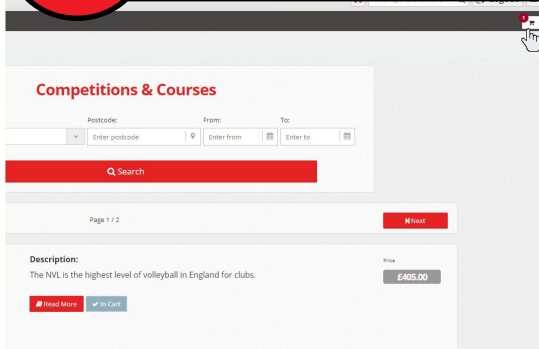 1
Competitions & Courses
Postcode: From: To:
Enter postcode Enter from Enter to
Search
Page 1 / 2 Next
Description: Price
The NVL is the highest level of volleyball in England for clubs. £405.00
Read More In Cart